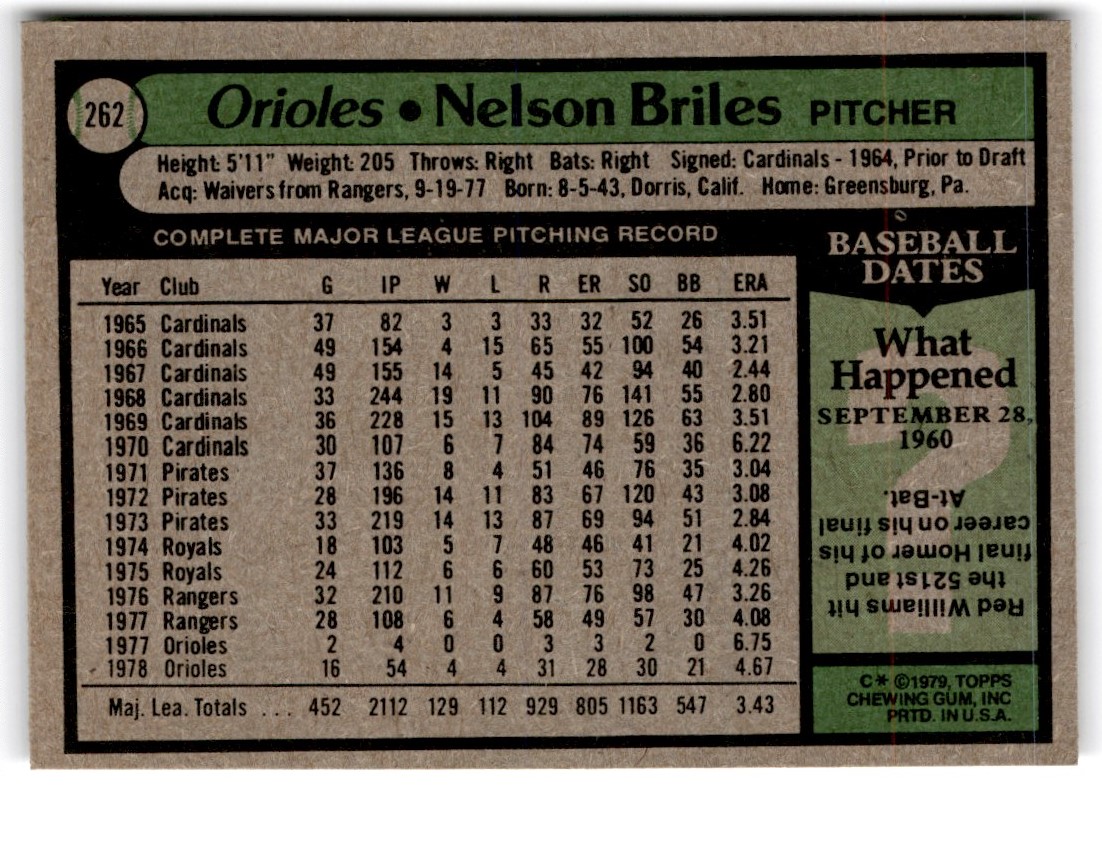 262
Orioles • Nelson Briles PITCHER
Height: 5'11" Weight: 205 Throws: Right Bats: Right Signed: Cardinals - 1964, Prior to Draft
Acq: Waivers from Rangers, 9-19-77 Born: 8-5-43, Dorris, Calif. Home: Greensburg, Pa.
COMPLETE MAJOR LEAGUE PITCHING RECORD
Year Club G IP W L R ER SO BB ERA
1965 Cardinals 37 82 3 3 33 32 52 26 3.51
1966 Cardinals 49 154 4 15 65 55 100 54 3.21
1967 Cardinals 49 155 14 5 45 42 94 40 2.44
1968 Cardinals 33 244 19 11 90 76 141 55 2.80
1969 Cardinals 36 228 15 13 104 89 126 63 3.51
1970 Cardinals 30 107 6 7 84 74 59 36 6.22
1971 Pirates 37 136 8 4 51 46 76 35 3.04
1972 Pirates 28 196 14 11 83 67 120 43 3.08
1973 Pirates 33 219 14 13 87 69 94 51 2.84
1974 Royals 18 103 5 7 48 46 41 21 4.02
1975 Royals 24 112 6 6 60 53 73 25 4.26
1976 Rangers 32 210 11 9 87 76 98 47 3.26
1977 Rangers 28 108 6 4 58 49 57 30 4.08
1977 Orioles 2 4 0 0 3 3 2 0 6.75
1978 Orioles 16 54 4 4 31 28 30 21 4.67
Maj. Lea. Totals ... 452 2112 129 112 929 805 1163 547 3.43
BASEBALL
DATES
What
Happened
SEPTEMBER 28,
1960
Red Williams hit
the 521st and
final Homer of his
career on his final
At-Bat.
C* ©1979, TOPPS
CHEWING GUM, INC
PRTD. IN U.S.A.